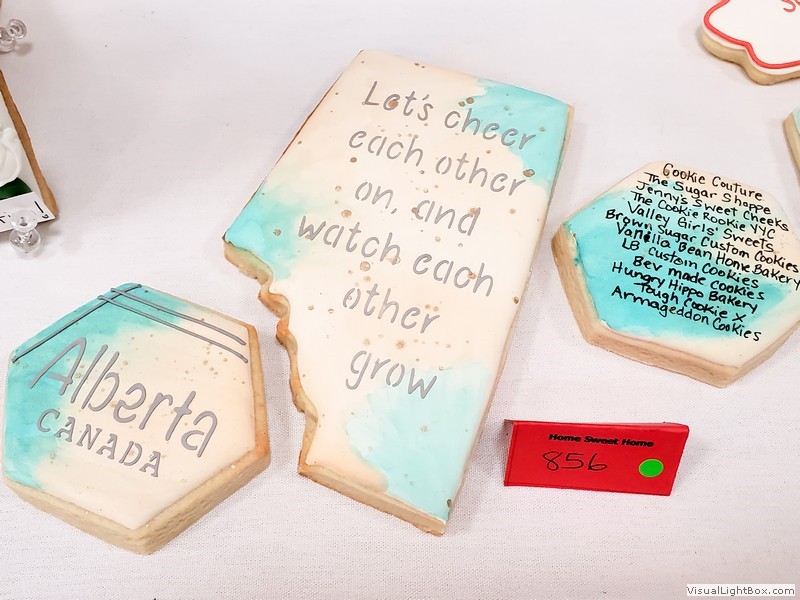 Let's cheer
each other
on, and
watch each
other
grow
Alberta
CANADA
Cookie Couture
The Sugar Shoppe
Jenny's Sweet Cheeks
The Cookie Rookie YYC
Valley Girls' Sweets
Brown Sugar Custom Cookies
Vanilla Bean Home Bakery
LB Custom Cookies
Bev made cookies
Hungry Hippo Bakery
Tough Cookie X
Armageddon Cookies
Home Sweet Home
856
VisualLightBox.com